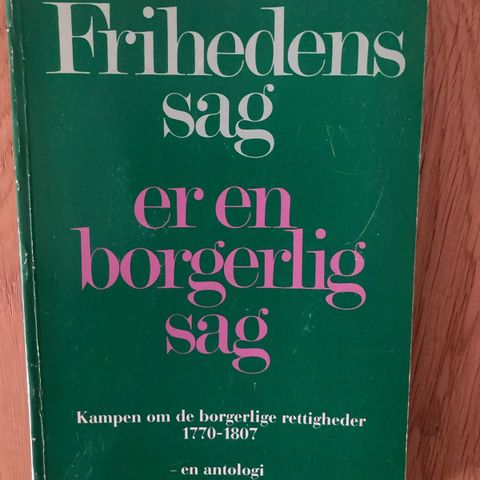 Frihedens
sag
er en
borgerlig
sag
Kampen om de borgerlige rettigheder
1770-1807
– en antologi